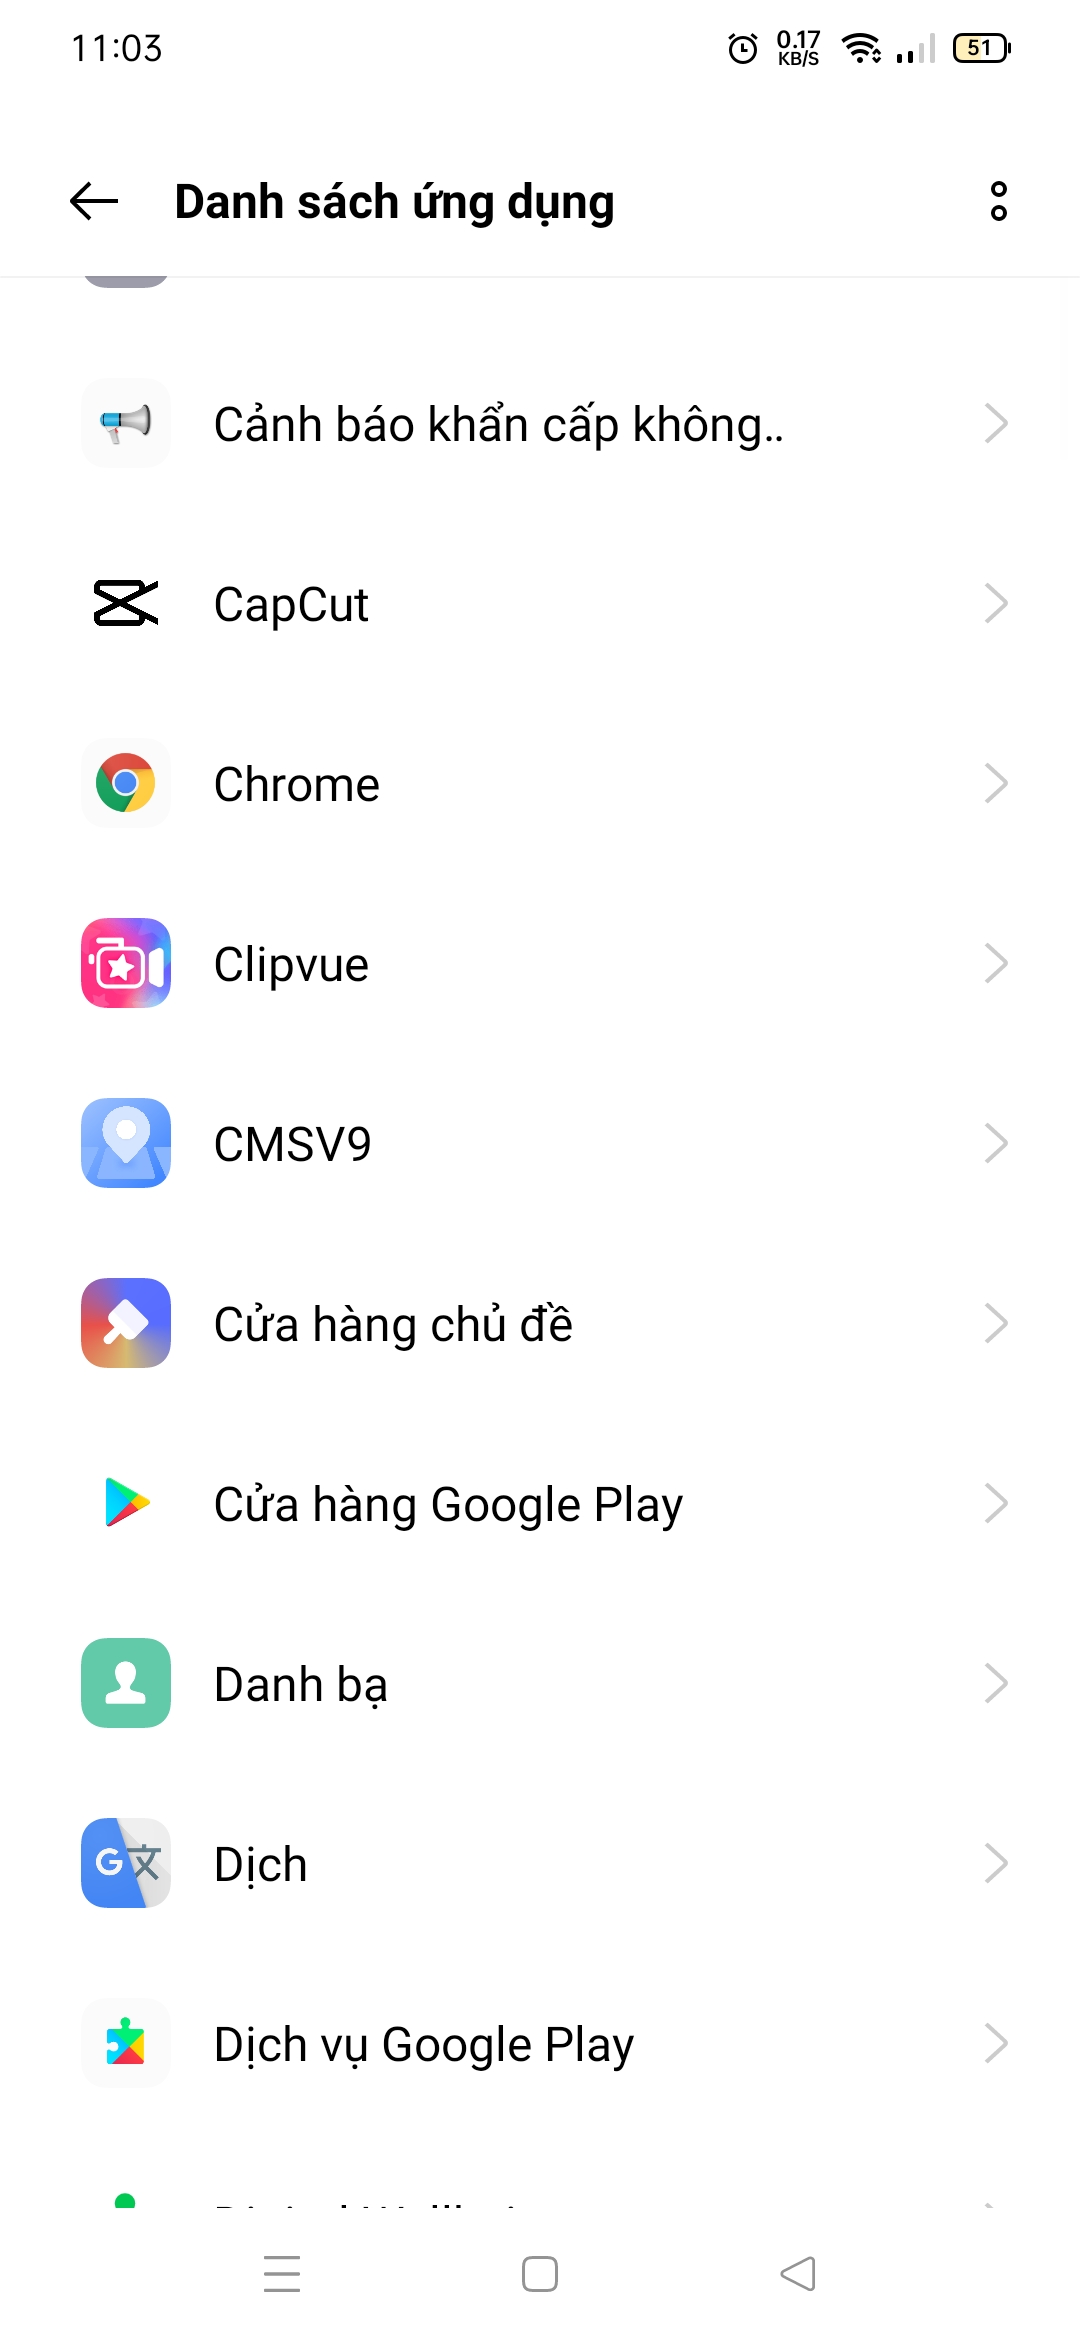 11:03
0.17
KB/S
51
Danh sách ứng dụng
Cảnh báo khẩn cấp không..
CapCut
Chrome
Clipvue
CMSV9
Cửa hàng chủ đề
Cửa hàng Google Play
Danh bạ
Dịch
Dịch vụ Google Play